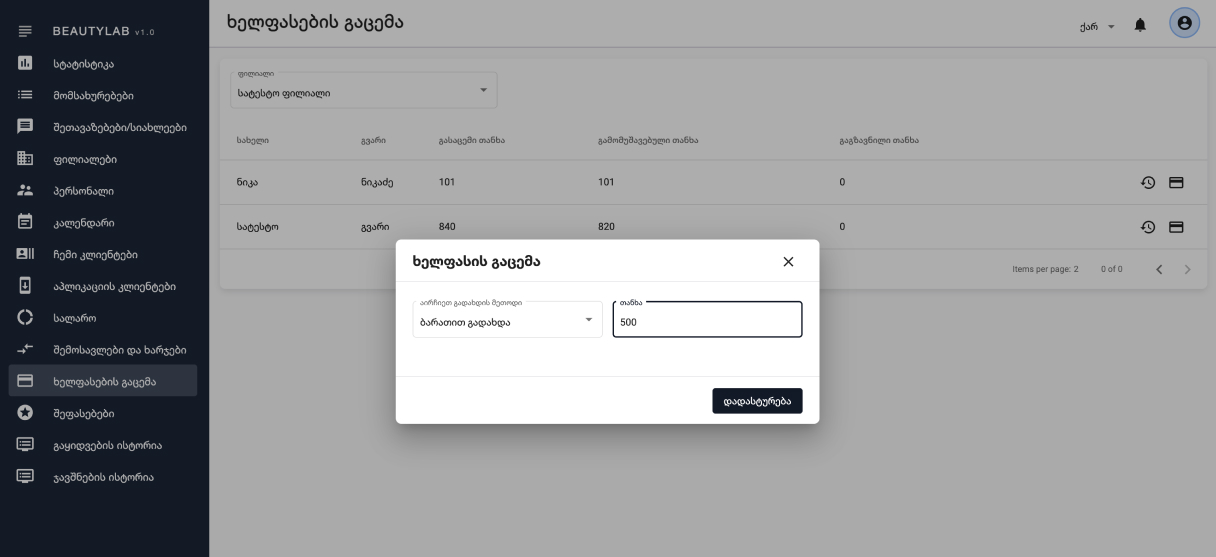 BEAUTYLAB v1.0
სტატისტიკა
მომსახურებები
შეთავაზებები/სიახლეები
ფილიალები
პერსონალი
კალენდარი
ჩემი კლიენტები
აპლიკაციის კლიენტები
სალარო
შემოსავლები და ხარჯები
ხელფასების გაცემა
შეფასებები
გაყიდვების ისტორია
ჯავშნების ისტორია
ხელფასების გაცემა
ქარ
ფილიალი
სატესტო ფილიალი
სახელი გვარი გასაცემი თანხა გამომუშავებული თანხა გაგზავნილი თანხა
ნიკა ნიკაძე 101 101 0
სატესტო გვარი 840 820 0
Items per page: 2 0 of 0
ხელფასის გაცემა
აირჩიეთ გადახდის მეთოდი
ბარათით გადახდა
თანხა
500
დადასტურება